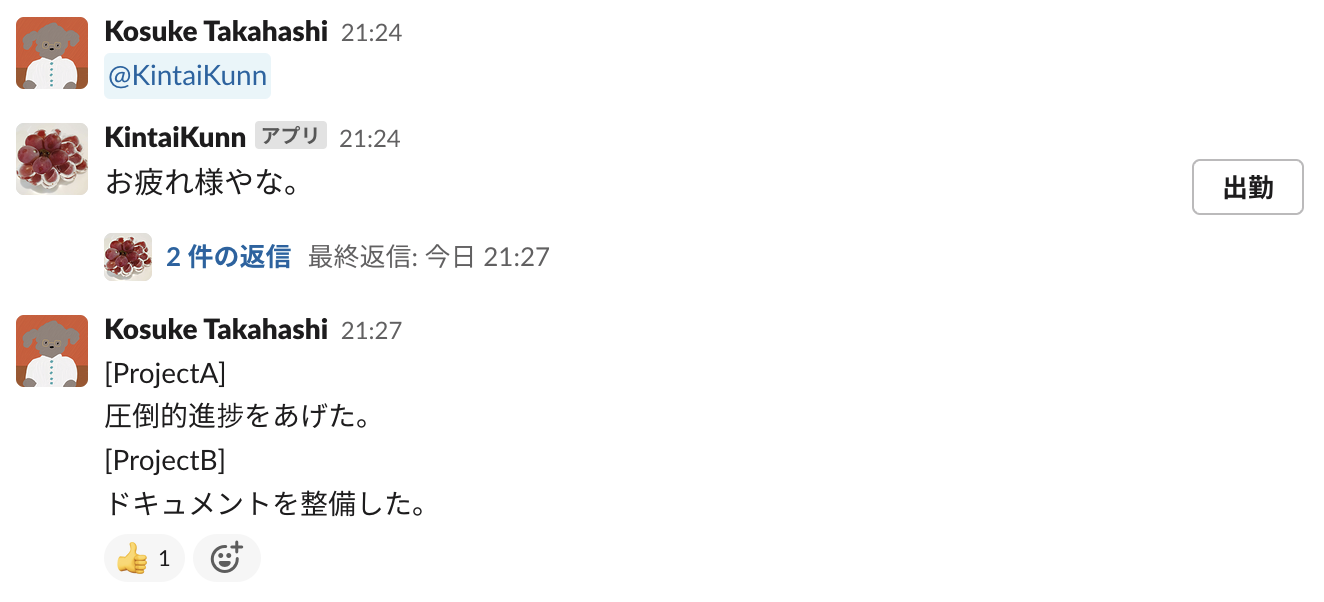 Kosuke Takahashi 21:24
@KintaiKunn
KintaiKunn アプリ 21:24
お疲れ様やな。
出勤
2 件の返信 最終返信: 今日 21:27
Kosuke Takahashi 21:27
[ProjectA]
圧倒的進捗をあげた。
[ProjectB]
ドキュメントを整備した。
👍 1